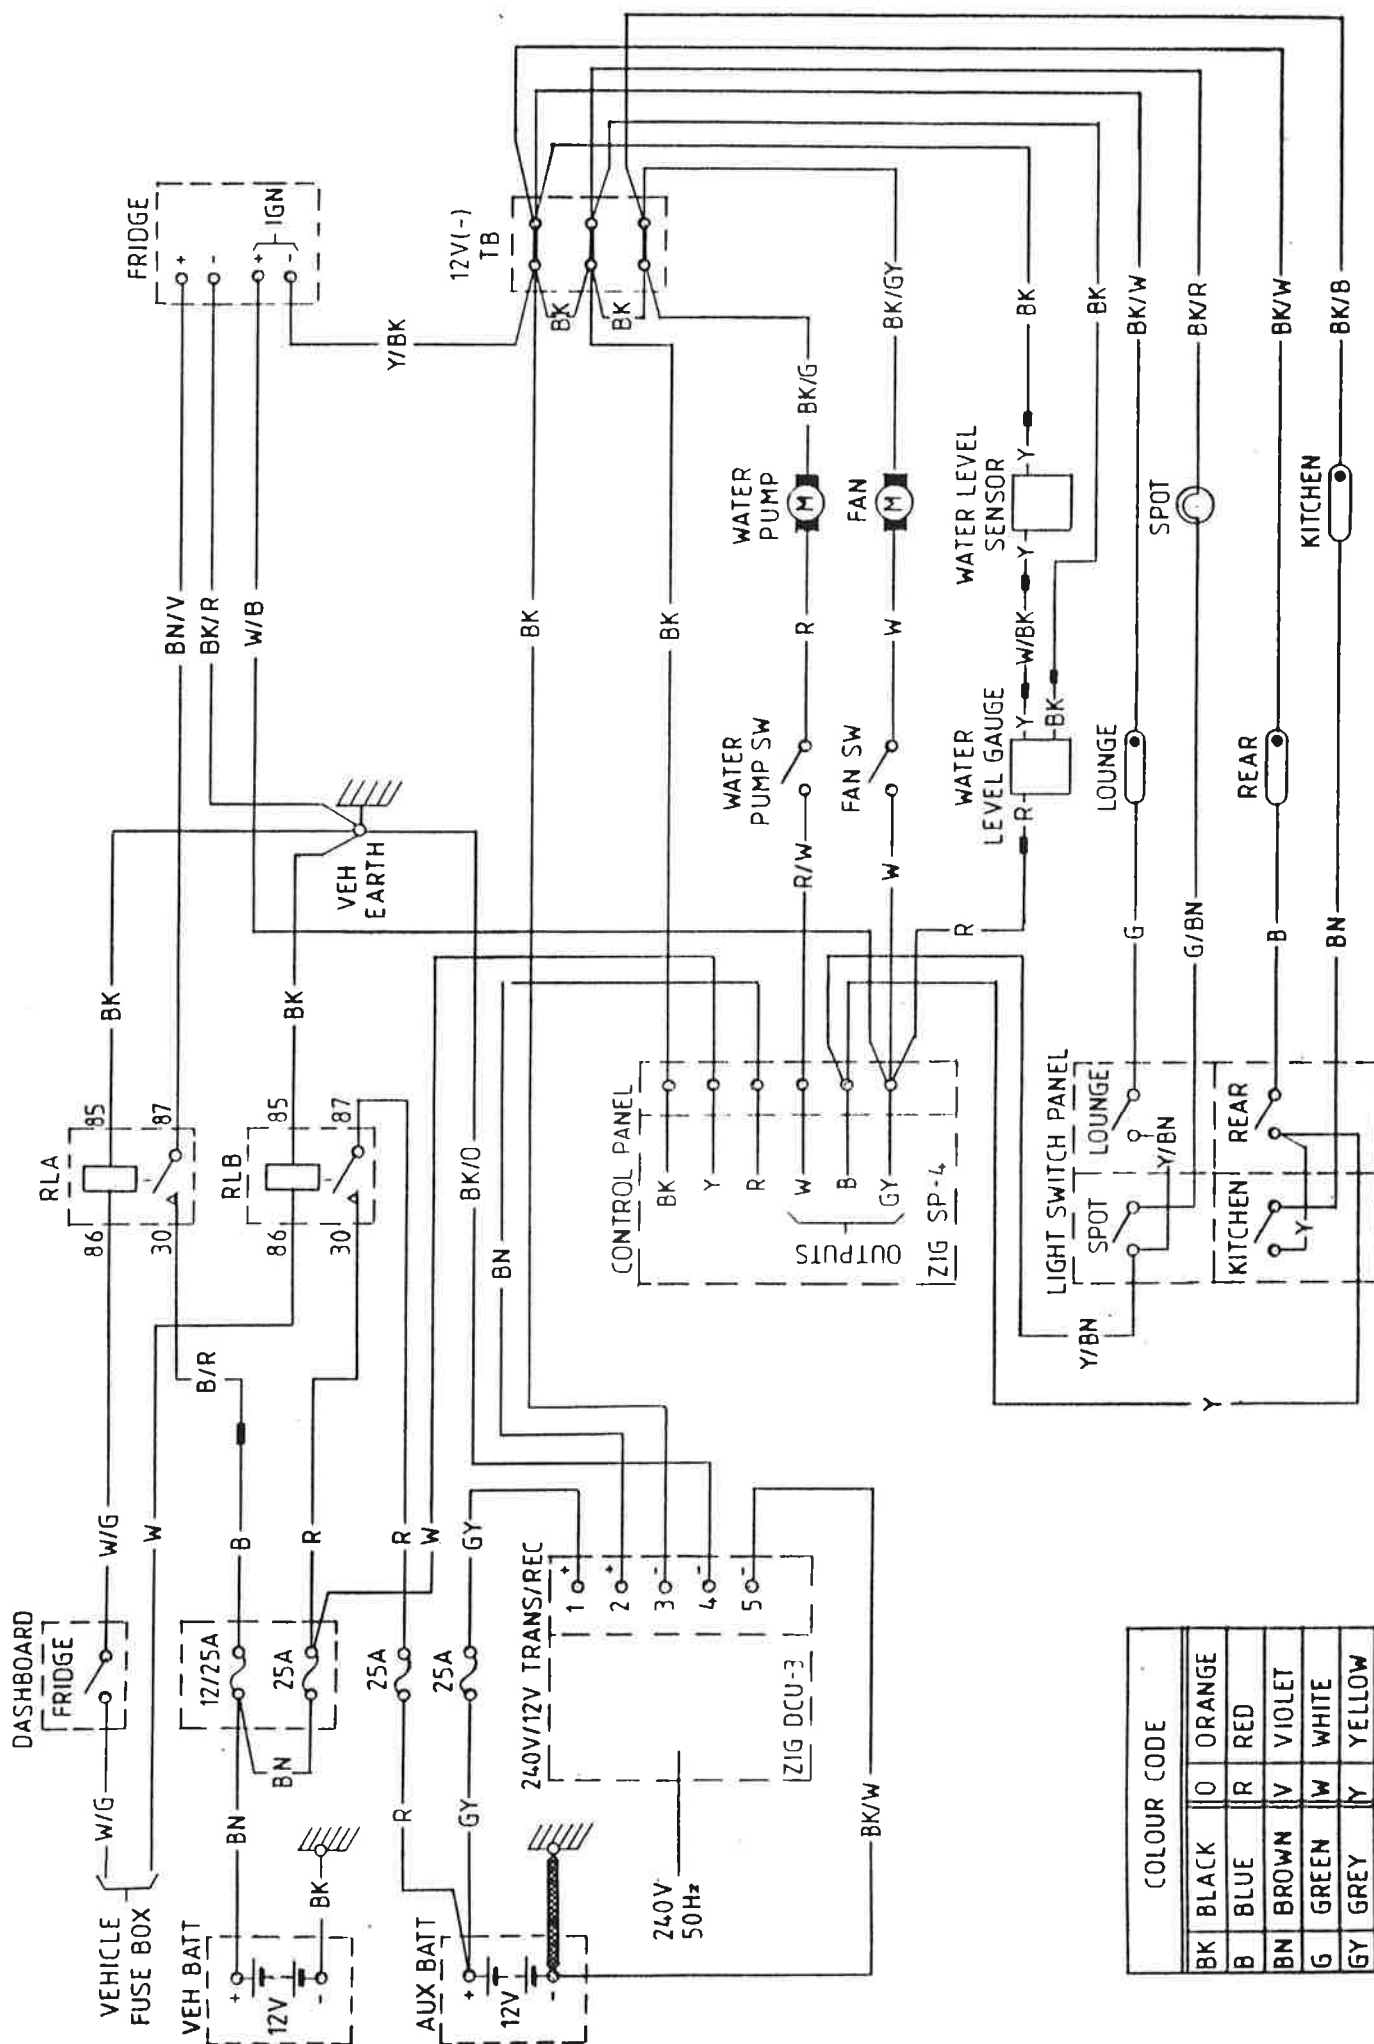 FRIDGE
+
-
+
-
IGN
12V(-)
TB
BK
BK
Y/BK
BN/V
BK/R
W/B
BK
BK
BK/G
BK/GY
BK
BK
BK/W
BK/R
BK/W
BK/B
WATER
PUMP
M
FAN
M
WATER LEVEL
SENSOR
Y
Y
W/BK
SPOT
KITCHEN
R
W
WATER
PUMP SW
FAN SW
WATER
LEVEL GAUGE
Y
BK
R
LOUNGE
REAR
VEH
EARTH
R/W
W
R
G
G/BN
B
BN
BK
BK
RLA
85
87
86
30
RLB
85
87
86
30
BK/O
BN
CONTROL PANEL
BK
Y
R
W
B
GY
OUTPUTS
ZIG SP-4
LIGHT SWITCH PANEL
LOUNGE
SPOT
Y/BN
REAR
KITCHEN
Y
Y/BN
Y
B/R
W/G
W
B
R
R
W
GY
DASHBOARD
FRIDGE
12/25A
25A
25A
25A
240V/12V TRANS/REC
1 +
2 +
3 -
4 -
5 -
ZIG DCU-3
W/G
BN
BN
R
GY
BK
BK/W
VEHICLE
FUSE BOX
VEH BATT
+
12V
-
AUX BATT
+
12V
-
240V
50Hz
COLOUR CODE
BK BLACK O ORANGE
B BLUE R RED
BN BROWN V VIOLET
G GREEN W WHITE
GY GREY Y YELLOW